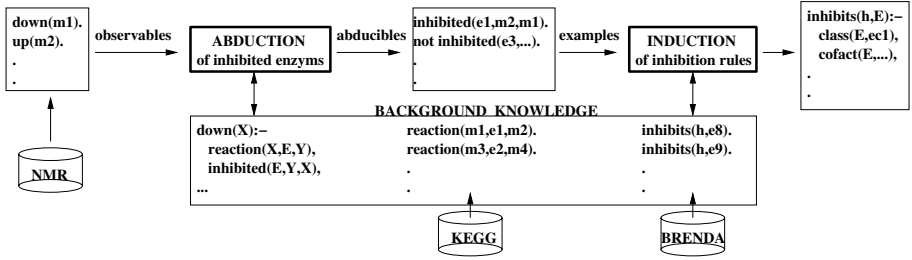 down(m1).
up(m2).
.
.
observables
ABDUCTION
of inhibited enzyms
abducibles
inhibited(e1,m2,m1).
not inhibited(e3,...).
.
.
examples
INDUCTION
of inhibition rules
inhibits(h,E):-
class(E,ec1),
cofact(E,...),
.
.
BACKGROUND KNOWLEDGE
down(X):-
reaction(X,E,Y),
inhibited(E,Y,X),
...
reaction(m1,e1,m2).
reaction(m3,e2,m4).
.
.
inhibits(h,e8).
inhibits(h,e9).
.
.
NMR
KEGG
BRENDA